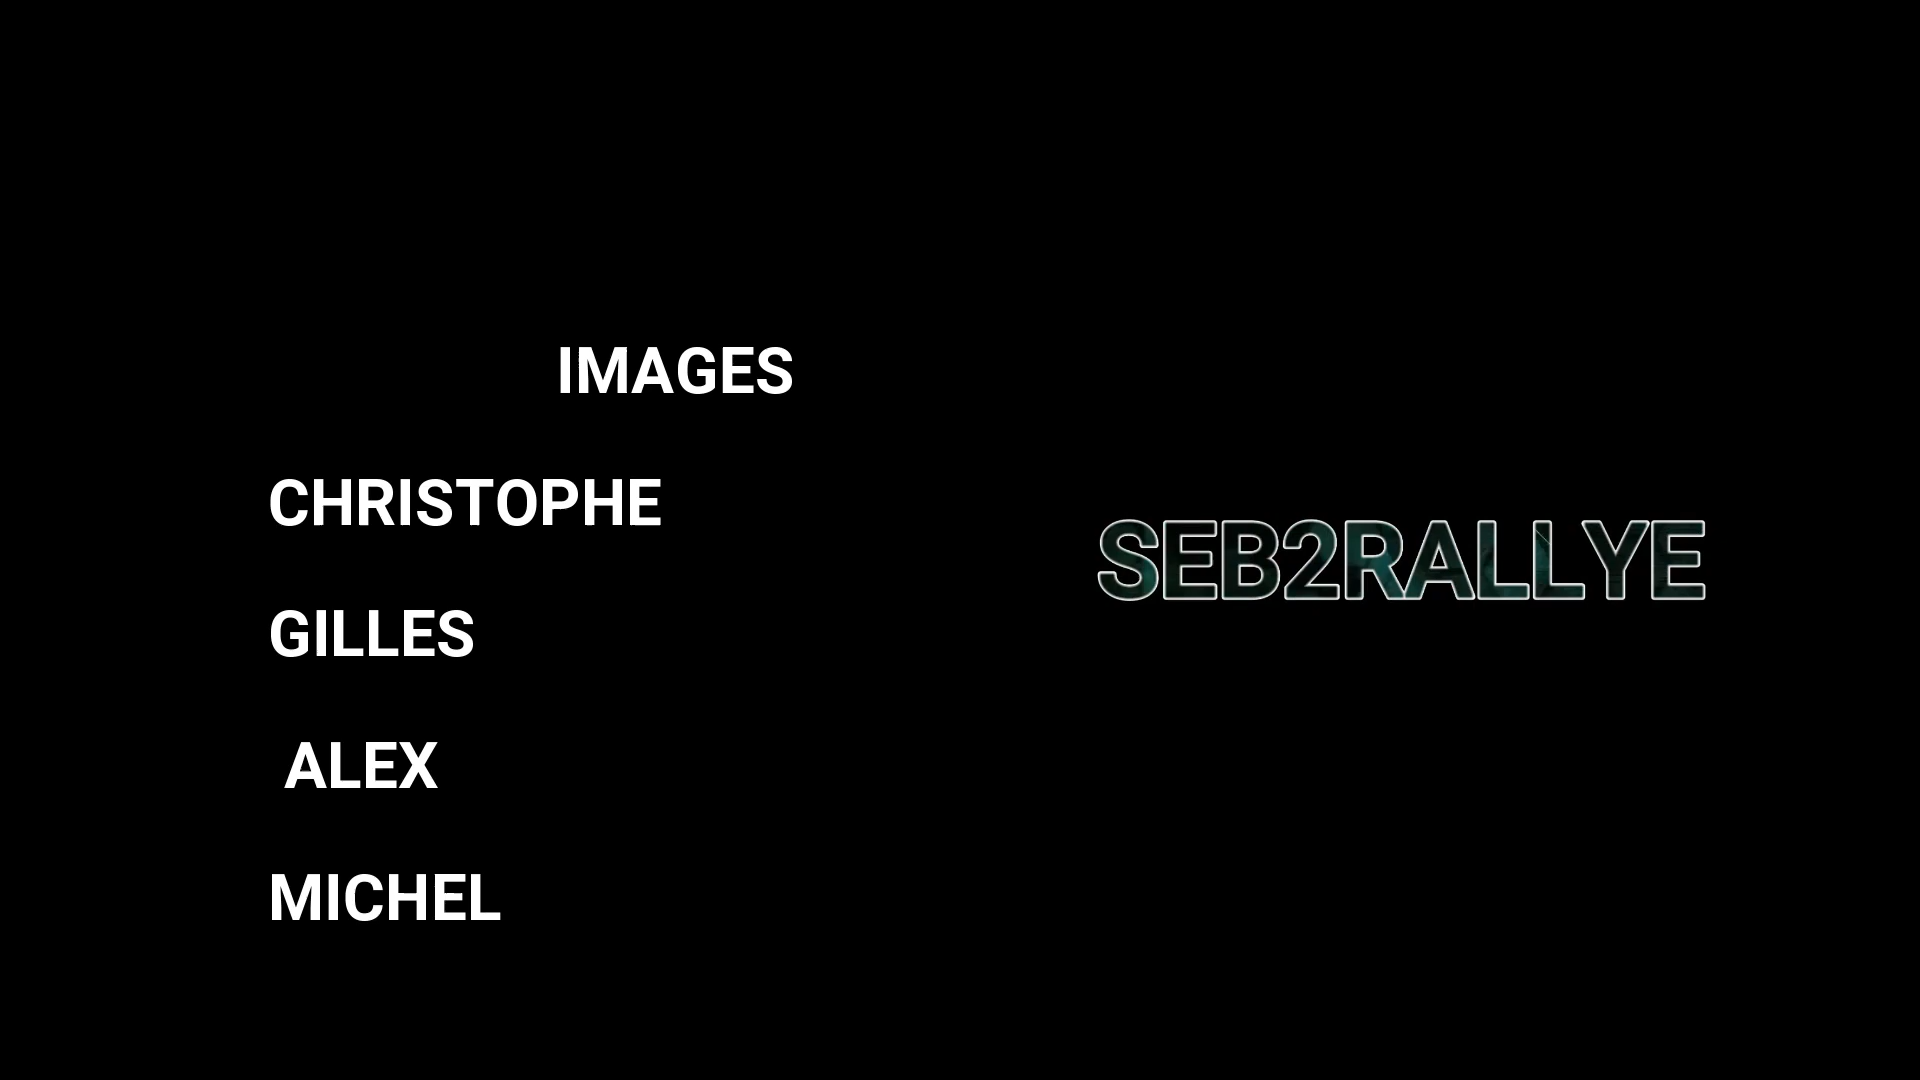 IMAGES
CHRISTOPHE
GILLES
ALEX
MICHEL
SEB2RALLYE